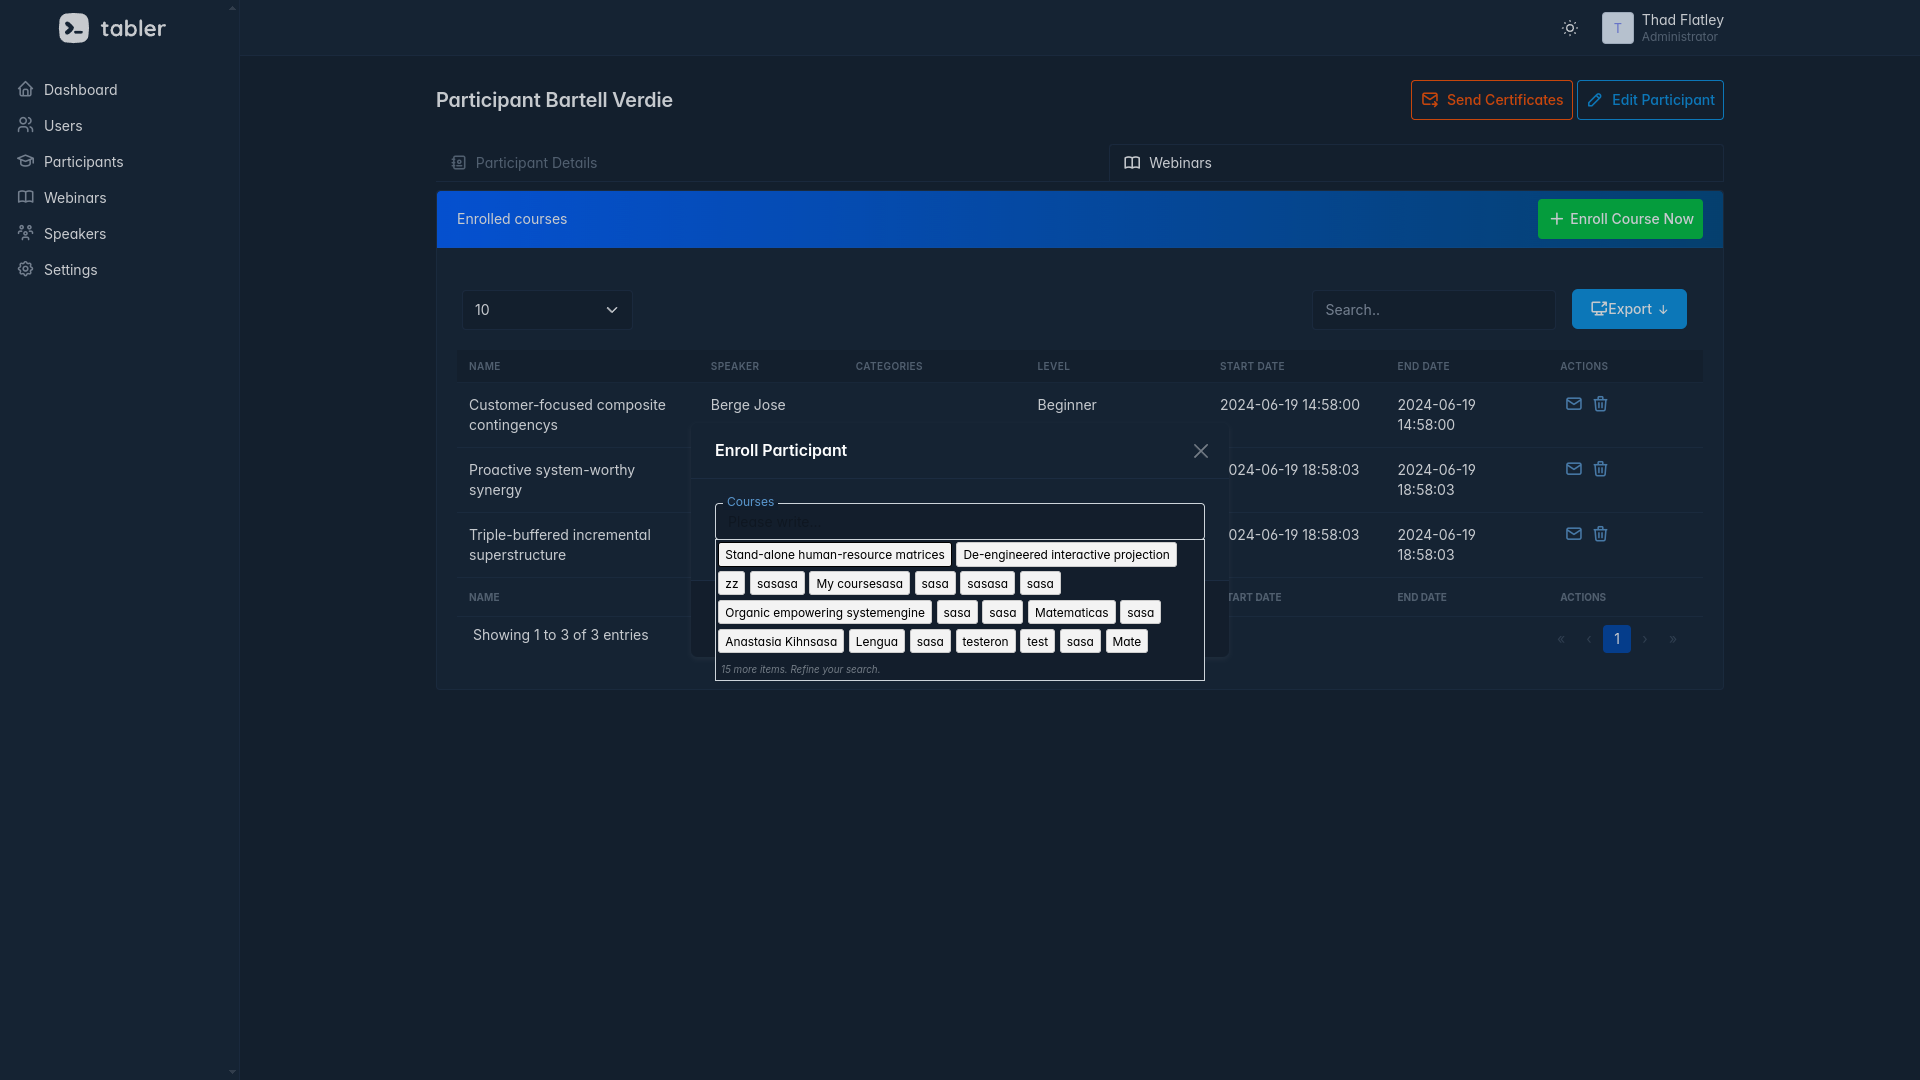 tabler
Thad Flatley
T
Administrator
Dashboard
Users
Participants
Webinars
Speakers
Settings
Participant Bartell Verdie
Send Certificates
Edit Participant
Participant Details
Webinars
Enrolled courses
+ Enroll Course Now
10
Search..
Export ↓
NAME SPEAKER CATEGORIES LEVEL START DATE END DATE ACTIONS
Customer-focused composite contingencys Berge Jose Beginner 2024-06-19 14:58:00 2024-06-19 14:58:00
Proactive system-worthy synergy 024-06-19 18:58:03 2024-06-19 18:58:03
Triple-buffered incremental superstructure 024-06-19 18:58:03 2024-06-19 18:58:03
NAME TART DATE END DATE ACTIONS
Showing 1 to 3 of 3 entries
« ‹ 1 › »
Enroll Participant
Courses
Please write..
Stand-alone human-resource matrices De-engineered interactive projection
zz sasasa My coursesasa sasa sasasa sasa
Organic empowering systemengine sasa sasa Matematicas sasa
Anastasia Kihnsasa Lengua sasa testeron test sasa Mate
15 more items. Refine your search.